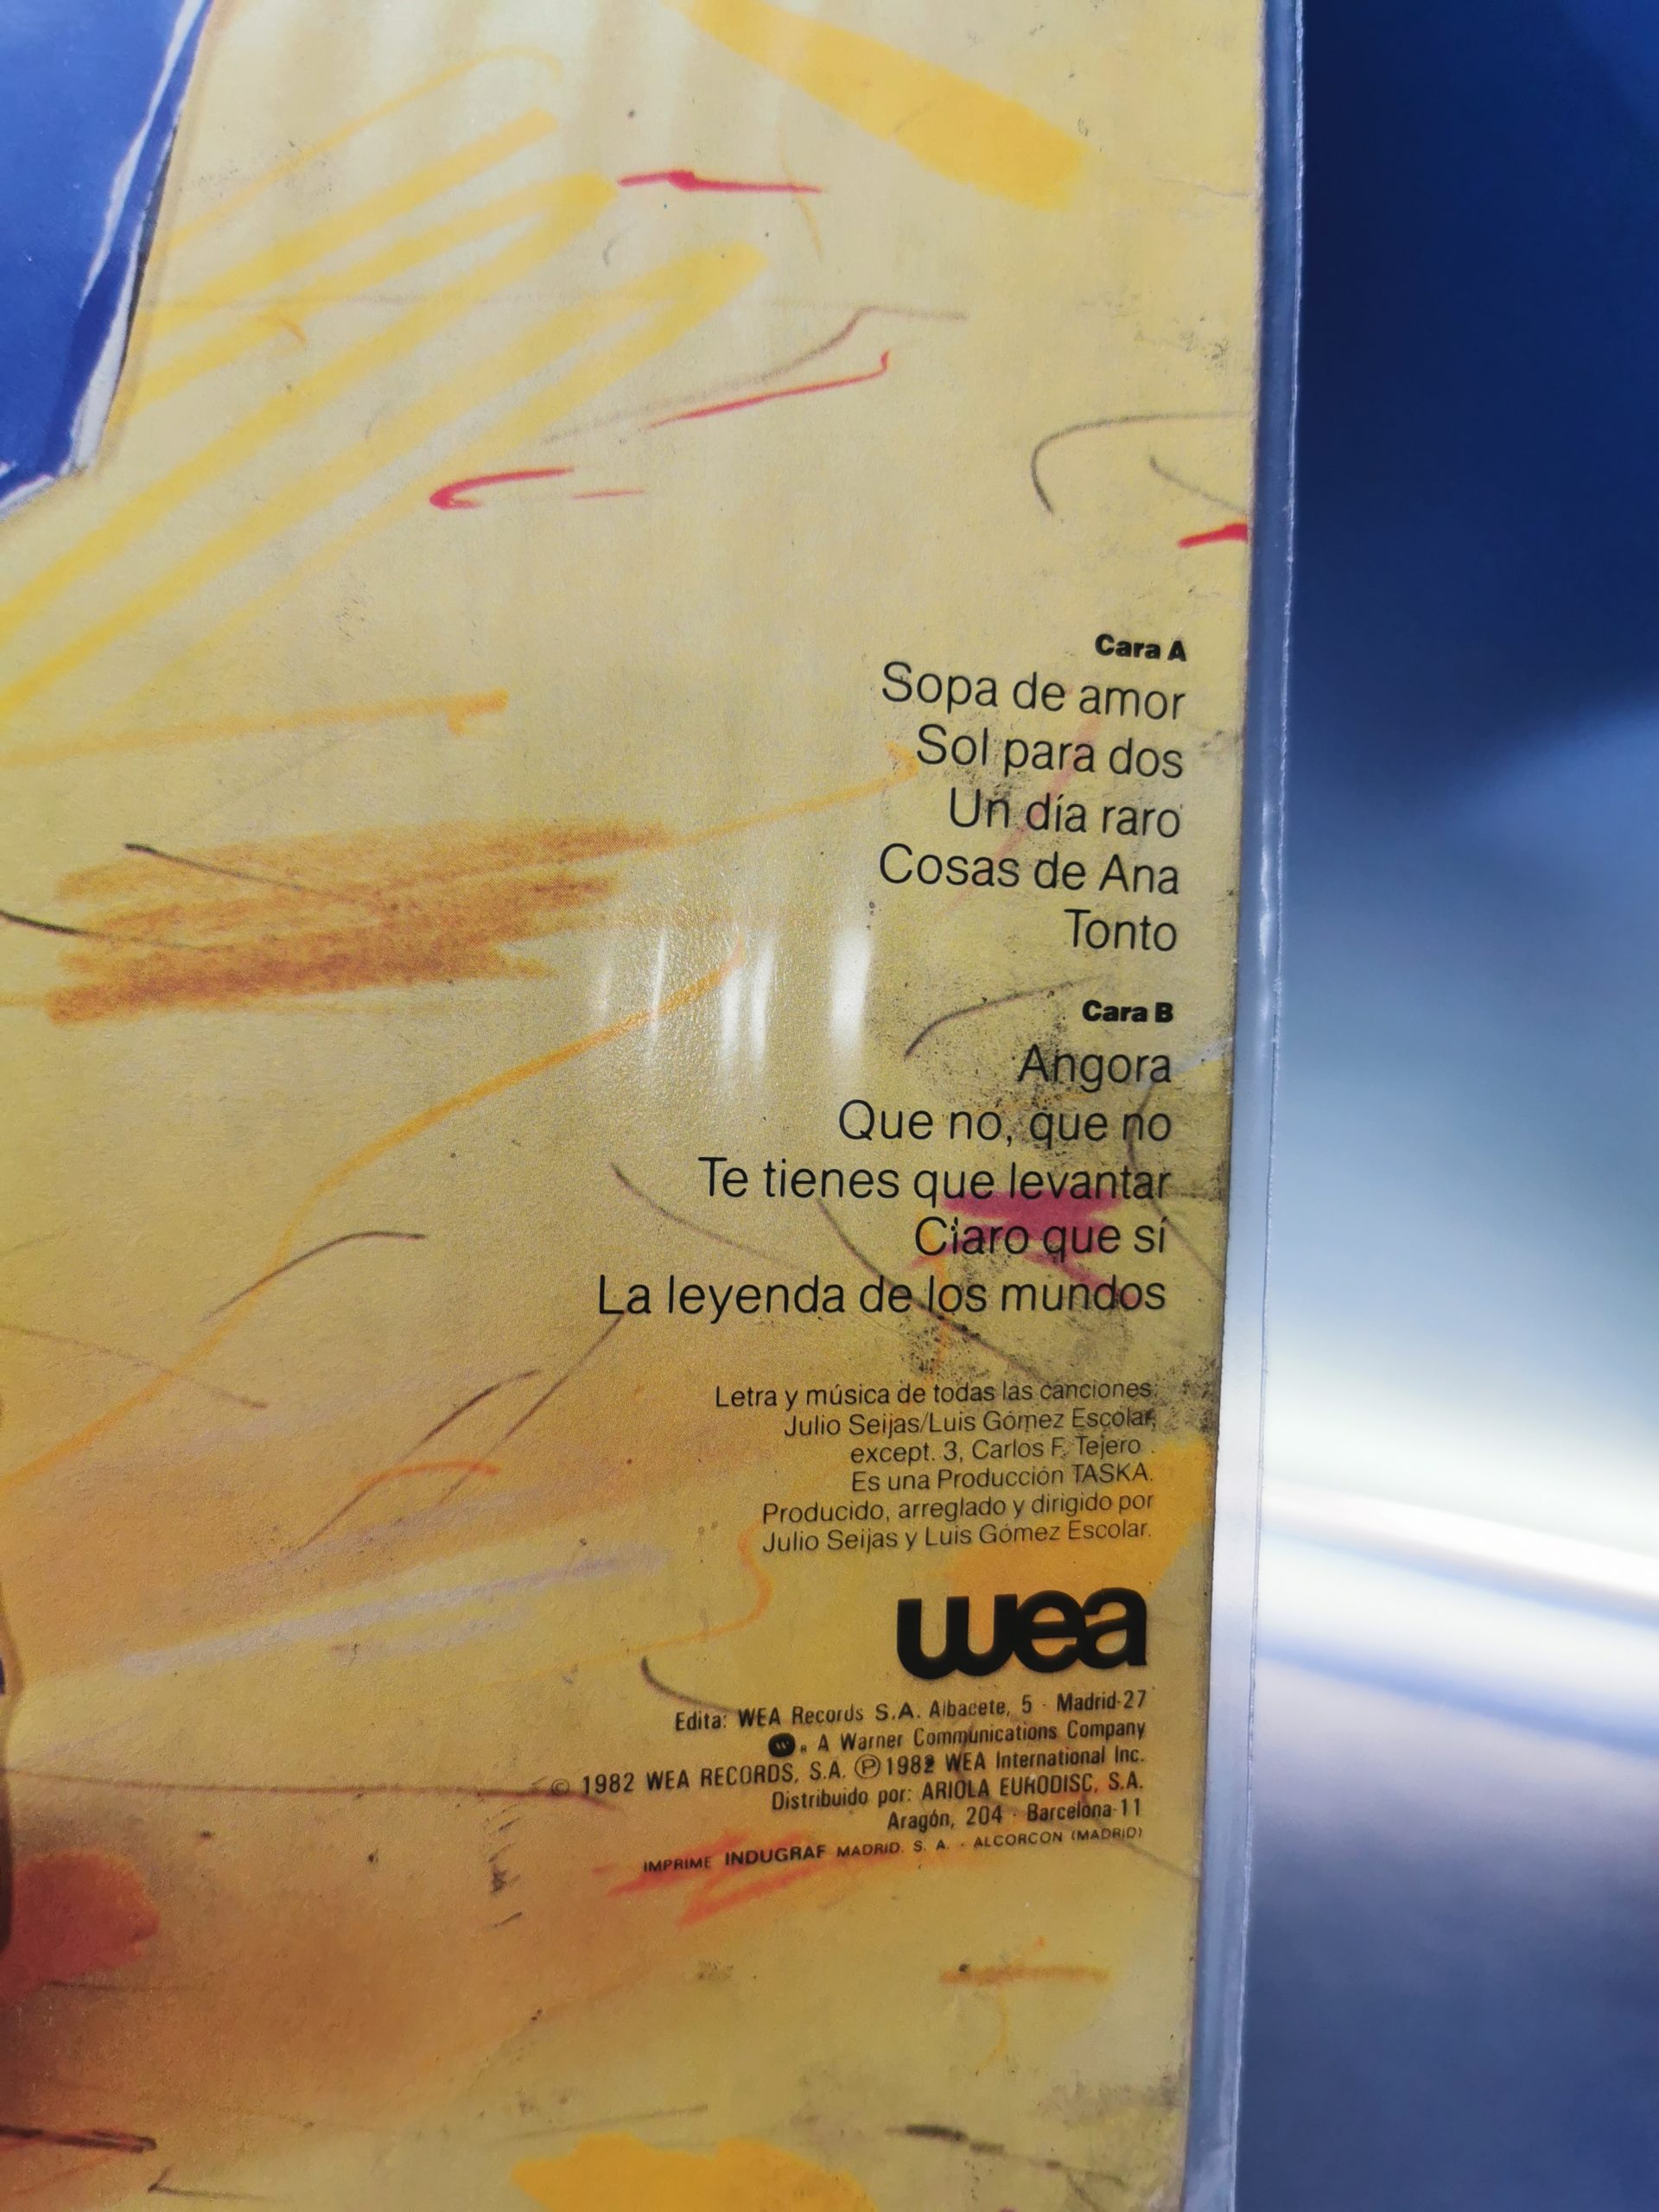 Cara A
Sopa de amor
Sol para dos
Un día raro
Cosas de Ana
Tonto
Cara B
Angora
Que no, que no
Te tienes que levantar
Claro que sí
La leyenda de los mundos
Letra y música de todas las canciones:
Julio Seijas/Luis Gómez Escolar,
except. 3, Carlos F. Tejero.
Es una Producción TASKA.
Producido, arreglado y dirigido por
Julio Seijas y Luis Gómez Escolar.
wea
Edita: WEA Records S.A. Albacete, 5 - Madrid-27
A Warner Communications Company
© 1982 WEA RECORDS, S.A. Ⓟ 1982 WEA International Inc.
Distribuido por: ARIOLA EURODISC, S.A.
Aragón, 204 - Barcelona-11
IMPRIME INDUGRAF MADRID. S. A. - ALCORCON (MADRID)